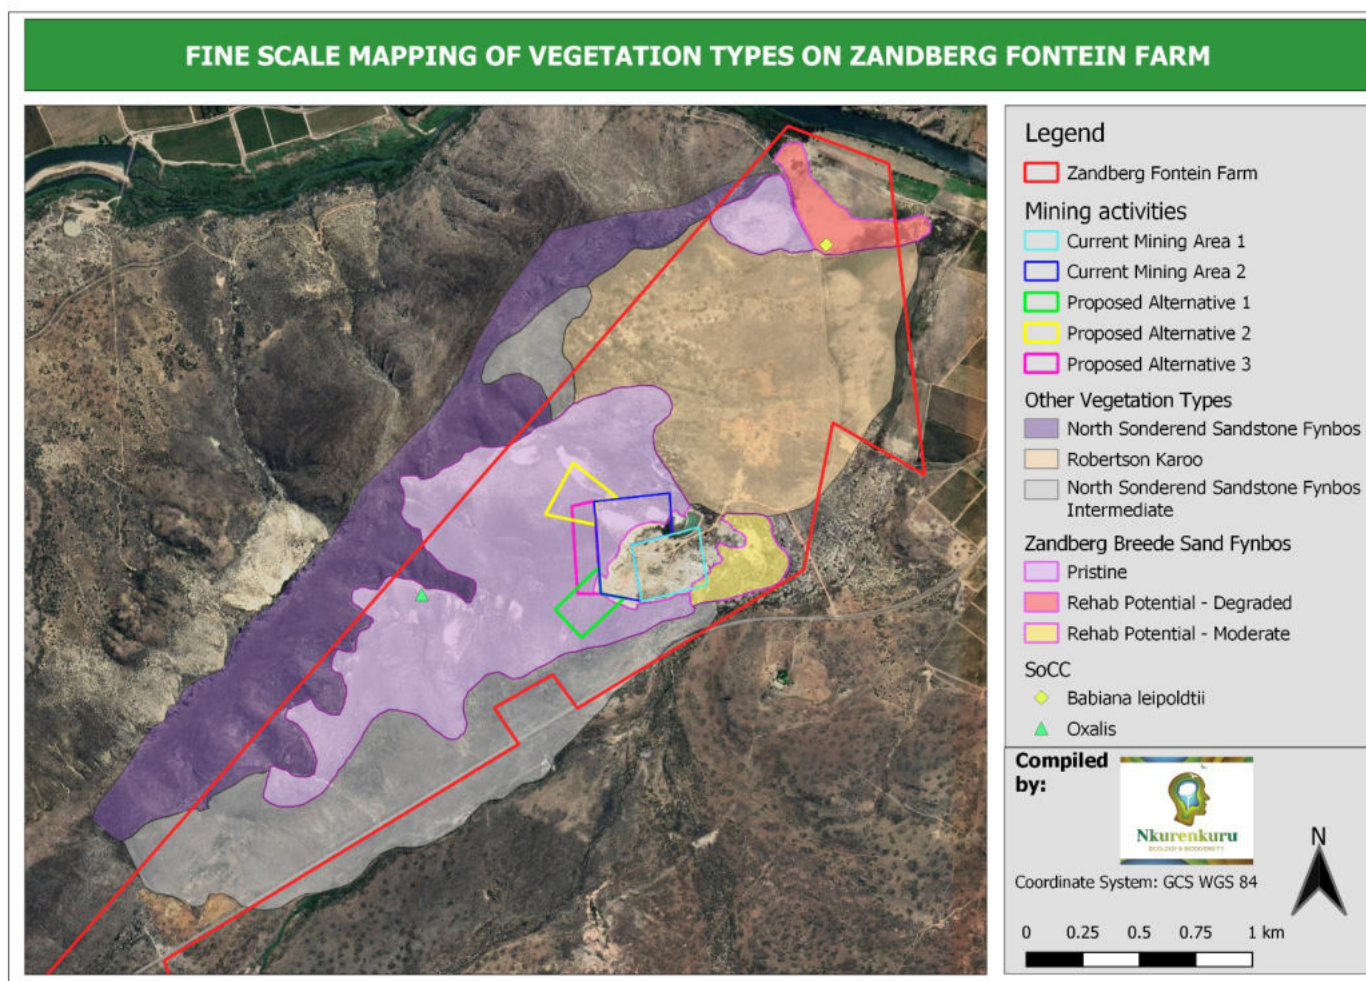 FINE SCALE MAPPING OF VEGETATION TYPES ON ZANDBERG FONTEIN FARM
Legend
Zandberg Fontein Farm
Mining activities
Current Mining Area 1
Current Mining Area 2
Proposed Alternative 1
Proposed Alternative 2
Proposed Alternative 3
Other Vegetation Types
North Sonderend Sandstone Fynbos
Robertson Karoo
North Sonderend Sandstone Fynbos
Intermediate
Zandberg Breede Sand Fynbos
Pristine
Rehab Potential - Degraded
Rehab Potential - Moderate
SoCC
Babiana leipoldtii
Oxalis
Compiled
by:
Nkurenkuru
ECOLOGY & BIODIVERSITY
N
Coordinate System: GCS WGS 84
0 0.25 0.5 0.75 1 km